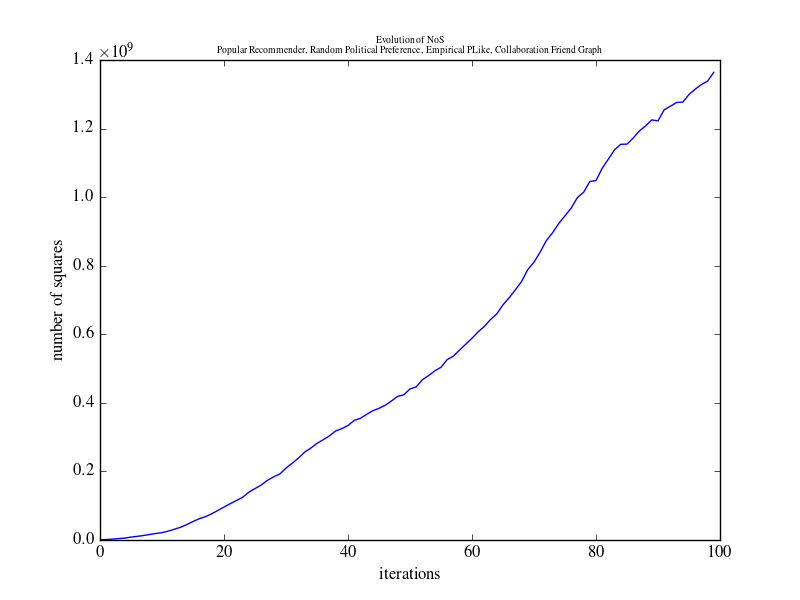 Evolution of NoS
Popular Recommender, Random Political Preference, Empirical PLike, Collaboration Friend Graph
×10⁹
1.4
1.2
1.0
0.8
0.6
0.4
0.2
0.0
number of squares
0 20 40 60 80 100
iterations